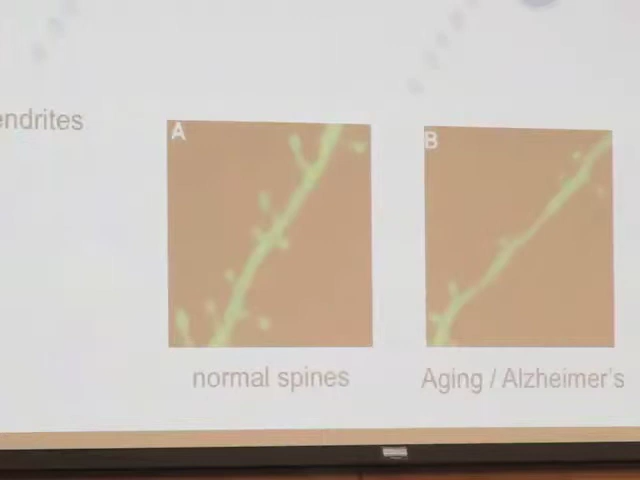 endrites
A
B
normal spines
Aging / Alzheimer's